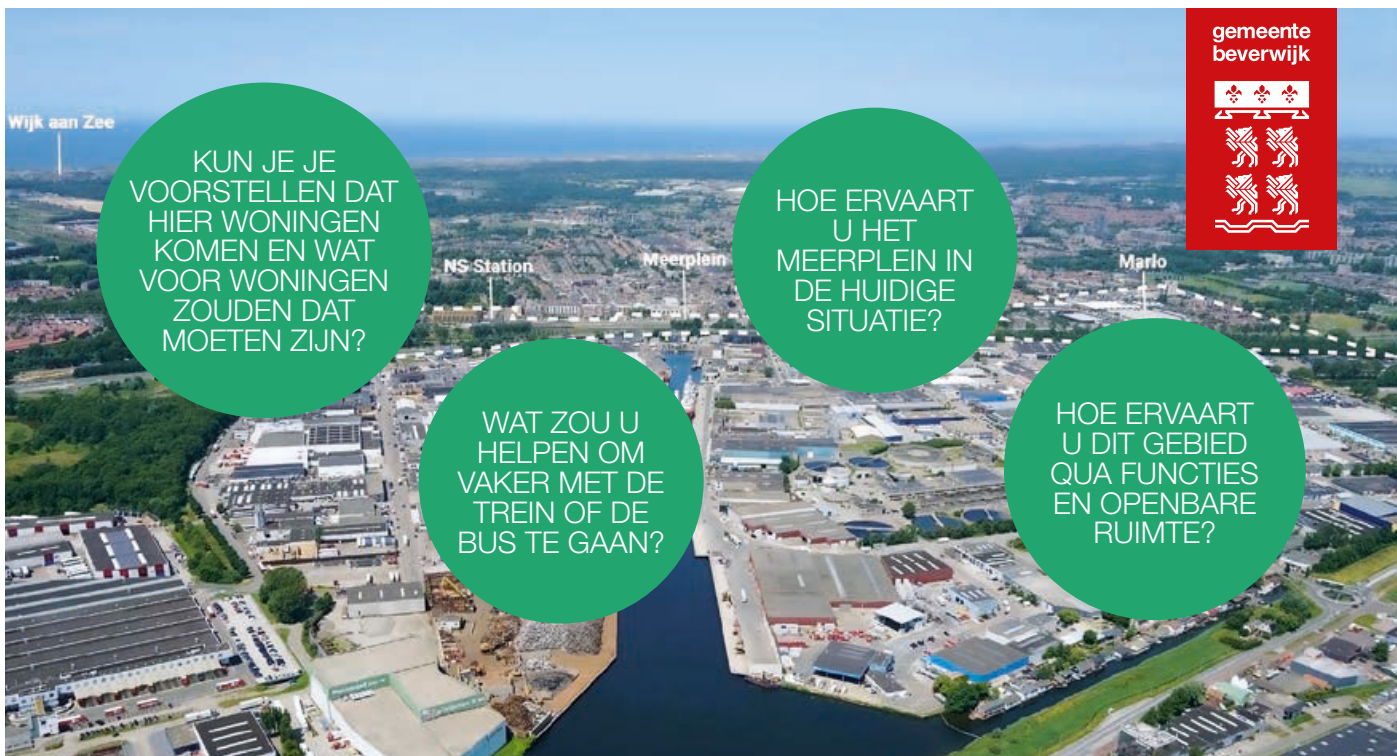 gemeente
beverwijk
Wijk aan Zee
KUN JE JE
VOORSTELLEN DAT
HIER WONINGEN
KOMEN EN WAT
VOOR WONINGEN
ZOUDEN DAT
MOETEN ZIJN?
NS Station
Meerplein
HOE ERVAART
U HET
MEERPLEIN IN
DE HUIDIGE
SITUATIE?
Marlo
WAT ZOU U
HELPEN OM
VAKER MET DE
TREIN OF DE
BUS TE GAAN?
HOE ERVAART
U DIT GEBIED
QUA FUNCTIES
EN OPENBARE
RUIMTE?